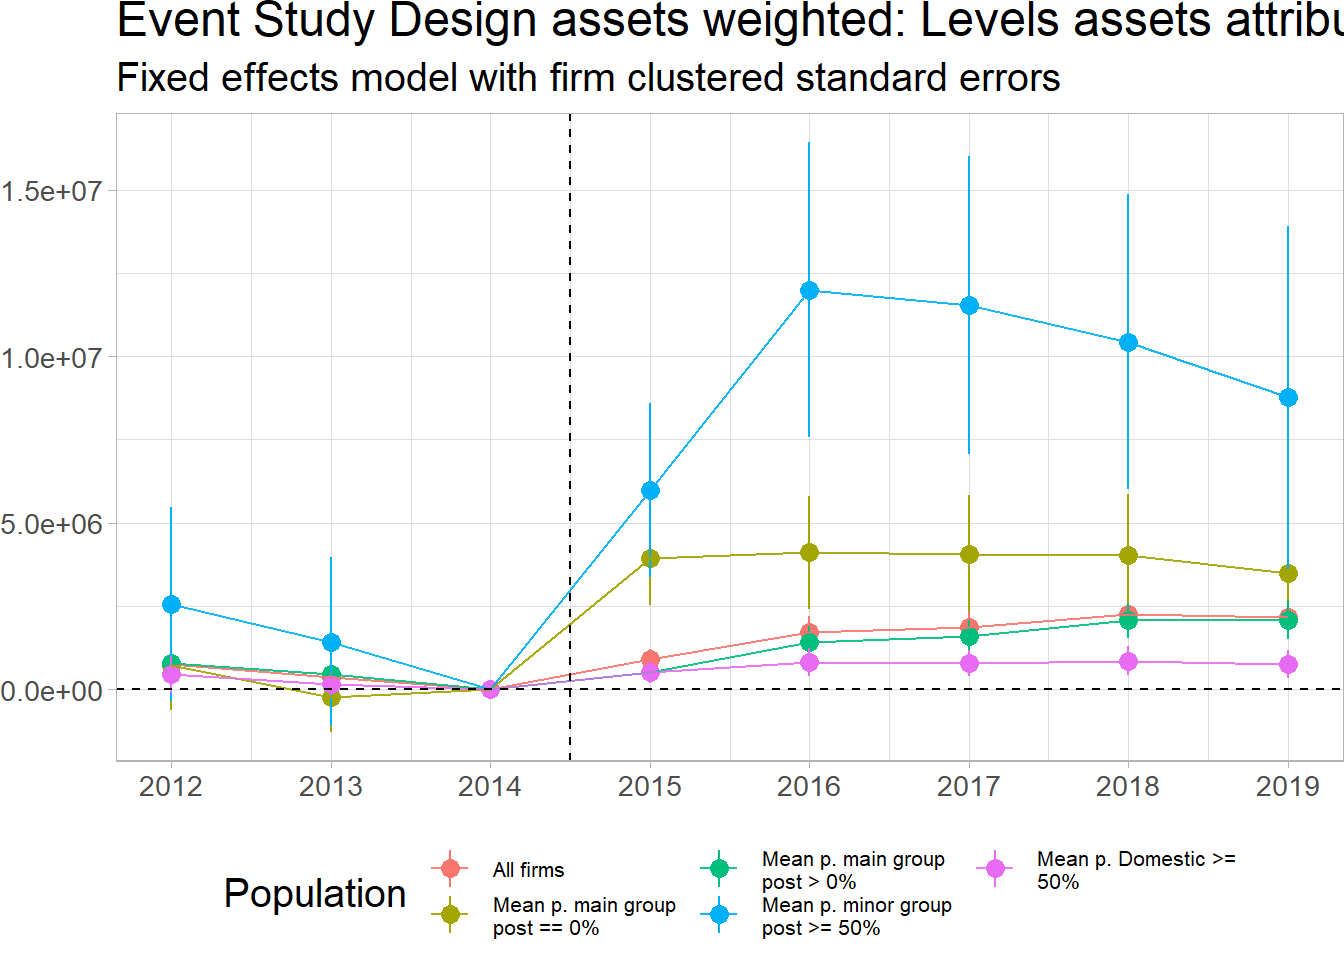 Event Study Design assets weighted: Levels assets
Fixed effects model with firm clustered standard errors
1.5e+07
1.0e+07
5.0e+06
0.0e+00
2012 2013 2014 2015 2016 2017 2018 2019
Population
All firms
Mean p. main group
post == 0%
Mean p. main group
post > 0%
Mean p. minor group
post >= 50%
Mean p. Domestic >=
50%